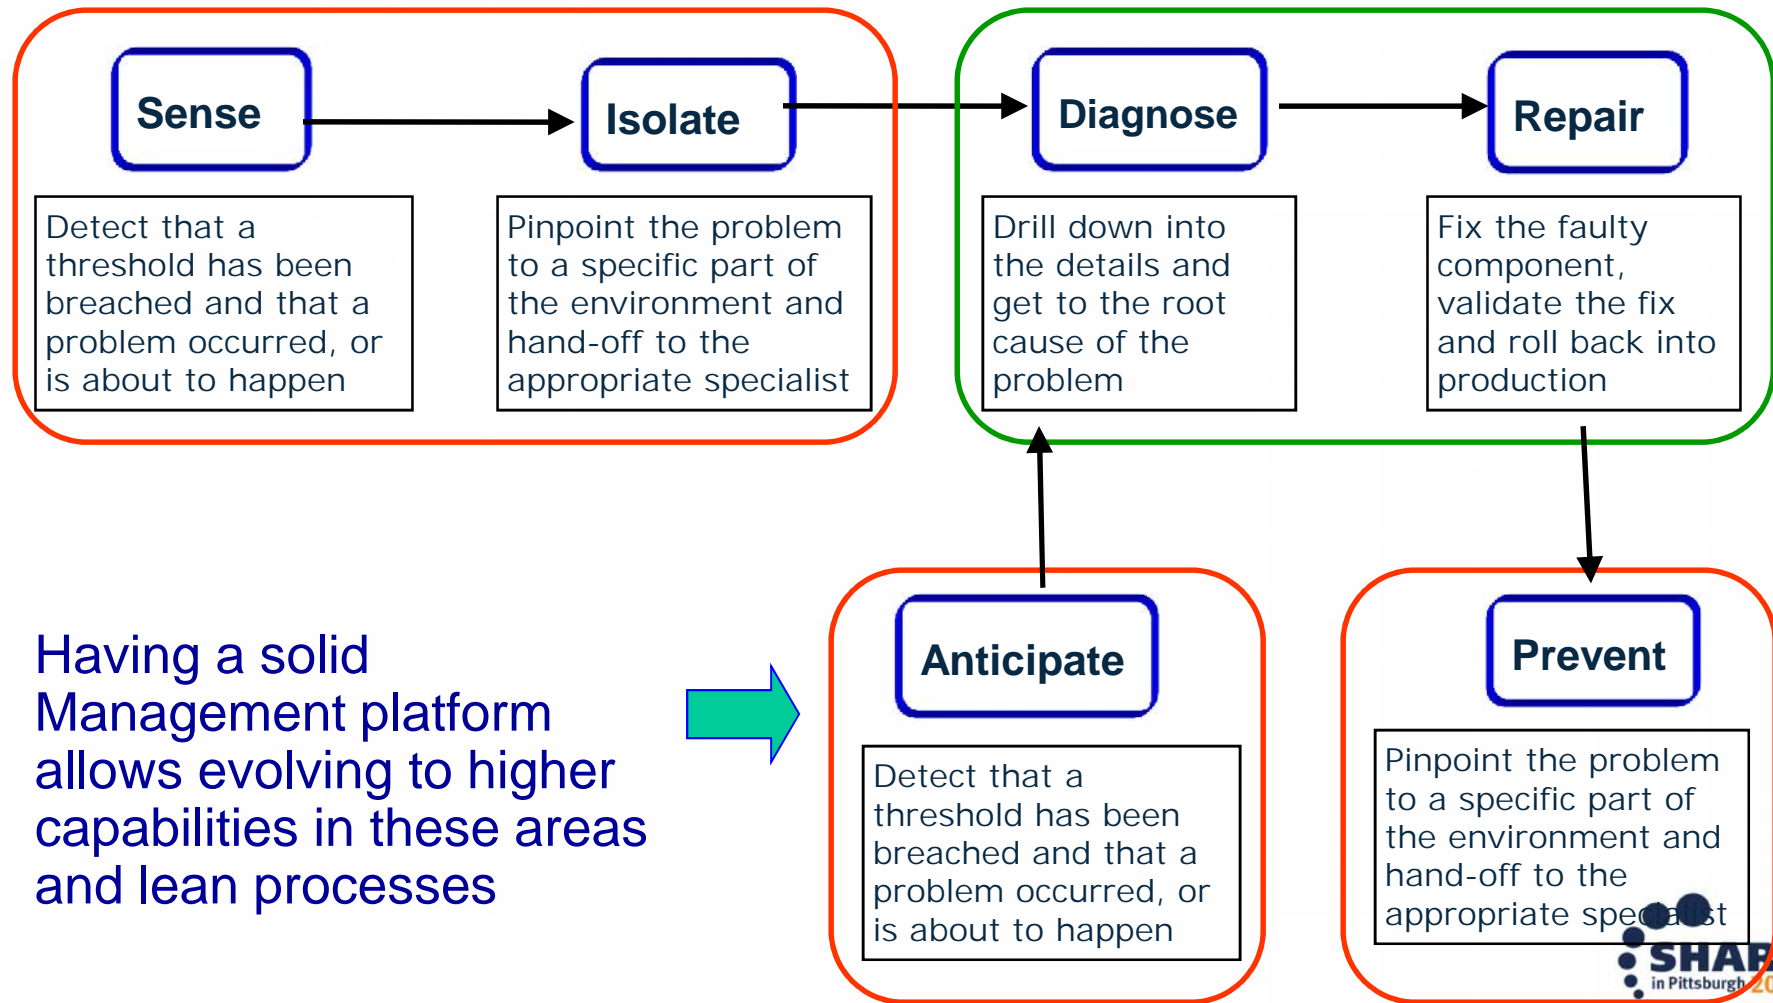 Sense
Isolate
Diagnose
Repair
Detect that a
threshold has been
breached and that a
problem occurred, or
is about to happen
Pinpoint the problem
to a specific part of
the environment and
hand-off to the
appropriate specialist
Drill down into
the details and
get to the root
cause of the
problem
Fix the faulty
component,
validate the fix
and roll back into
production
Having a solid
Management platform
allows evolving to higher
capabilities in these areas
and lean processes
Anticipate
Detect that a
threshold has been
breached and that a
problem occurred, or
is about to happen
Prevent
Pinpoint the problem
to a specific part of
the environment and
hand-off to the
appropriate specialist
in Pittsburgh